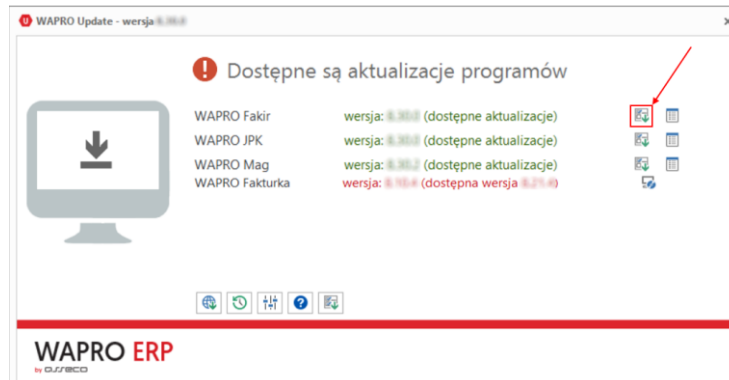 WAPRO Update - wersja
Dostępne są aktualizacje programów
WAPRO Fakir wersja: (dostępne aktualizacje)
WAPRO JPK wersja: (dostępne aktualizacje)
WAPRO Mag wersja: (dostępne aktualizacje)
WAPRO Fakturka wersja: (dostępna wersja )
WAPRO ERP
by asseco